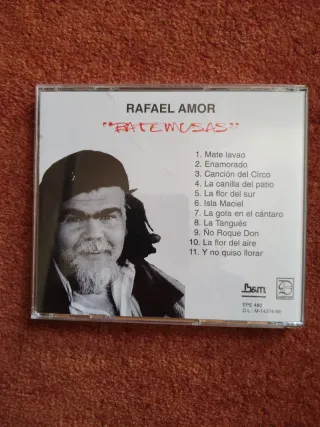 RAFAEL AMOR
"BATEMUSAS"
1. Mate lavao
2. Enamorado
3. Canción del Circo
4. La canilla del patio
5. La flor del sur
6. Isla Maciel
7. La gota en el cántaro
8. La Tangués
9. Ño Roque Don
10. La flor del aire
11. Y no quiso llorar